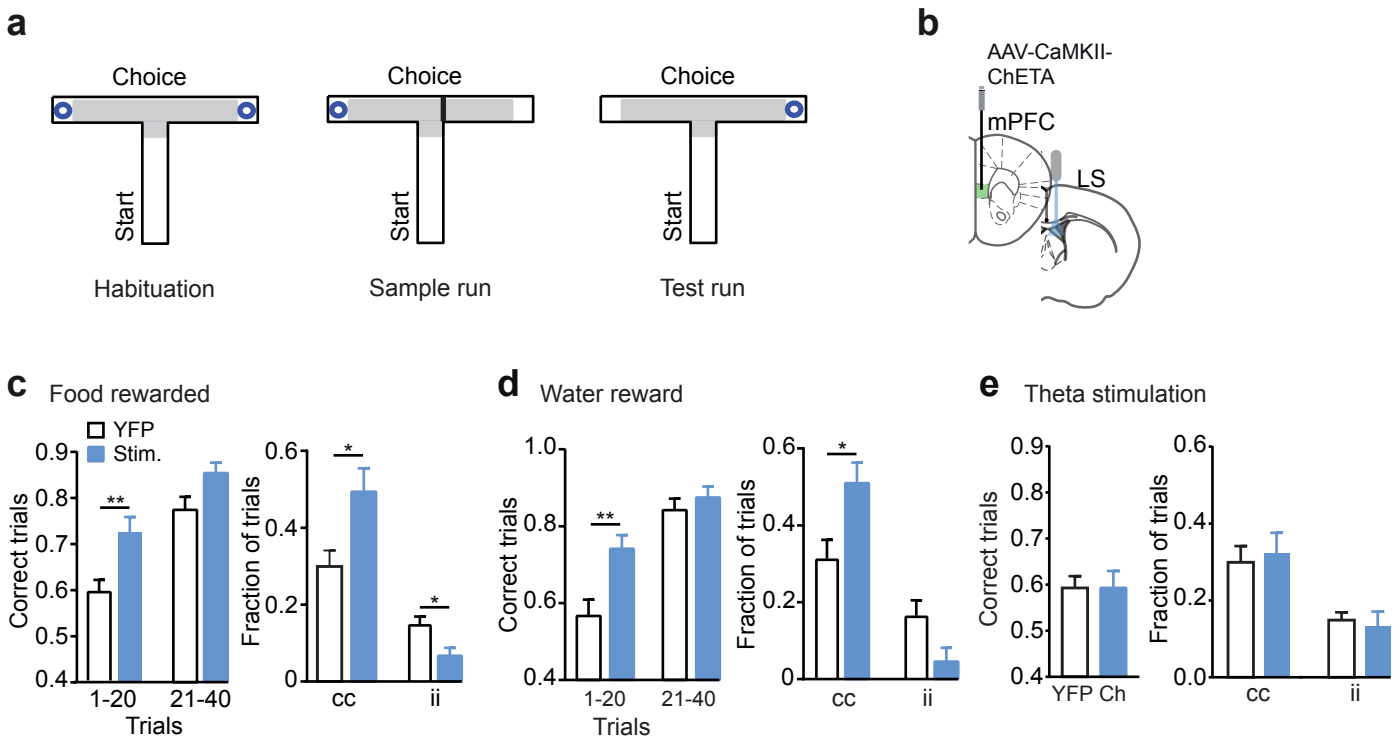 a
Choice
Start
Habituation
Choice
Start
Sample run
Choice
Start
Test run
b
AAV-CaMKII-
ChETA
mPFC
LS
c Food rewarded
YFP
Stim.
Correct trials
0.9
0.8
0.7
0.6
0.5
0.4
**
1-20 21-40
Trials
Fraction of trials
0.6
0.4
0.2
0
*
*
cc ii
d Water reward
Correct trials
1.0
0.8
0.6
0.4
**
1-20 21-40
Trials
Fraction of trials
0.6
0.4
0.2
0
*
cc ii
e Theta stimulation
Correct trials
0.9
0.8
0.7
0.6
0.5
0.4
YFP Ch
Fraction of trials
0.6
0.4
0.2
0.0
cc ii